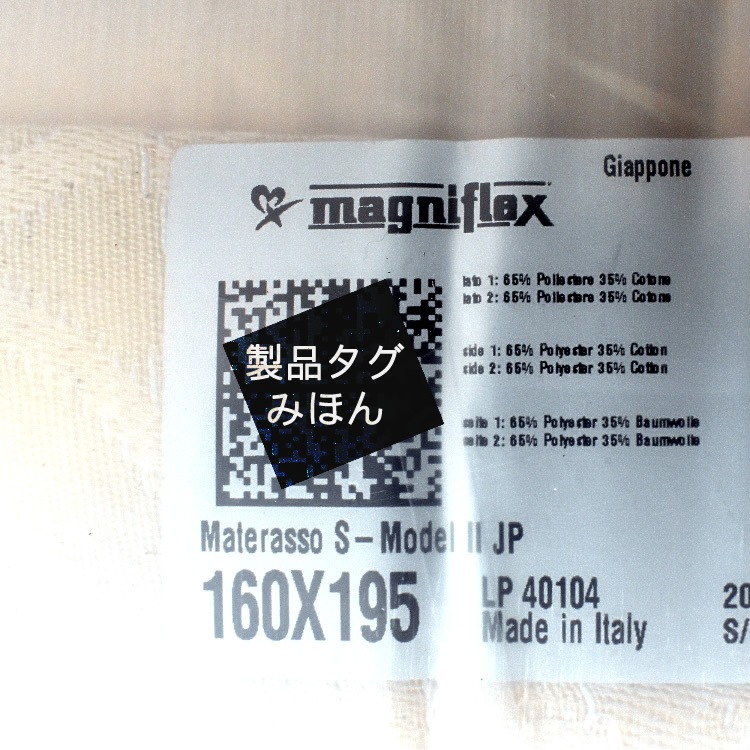 Giappone
magniflex
lato 1: 65% Poliestere 35% Cotone
lato 2: 65% Poliestere 35% Cotone
side 1: 65% Polyester 35% Cotton
side 2: 65% Polyester 35% Cotton
seite 1: 65% Polyester 35% Baumwolle
seite 2: 65% Polyester 35% Baumwolle
製品タグ
みほん
Materasso S-Model II JP
160X195
LP 40104
Made in Italy
20
S/